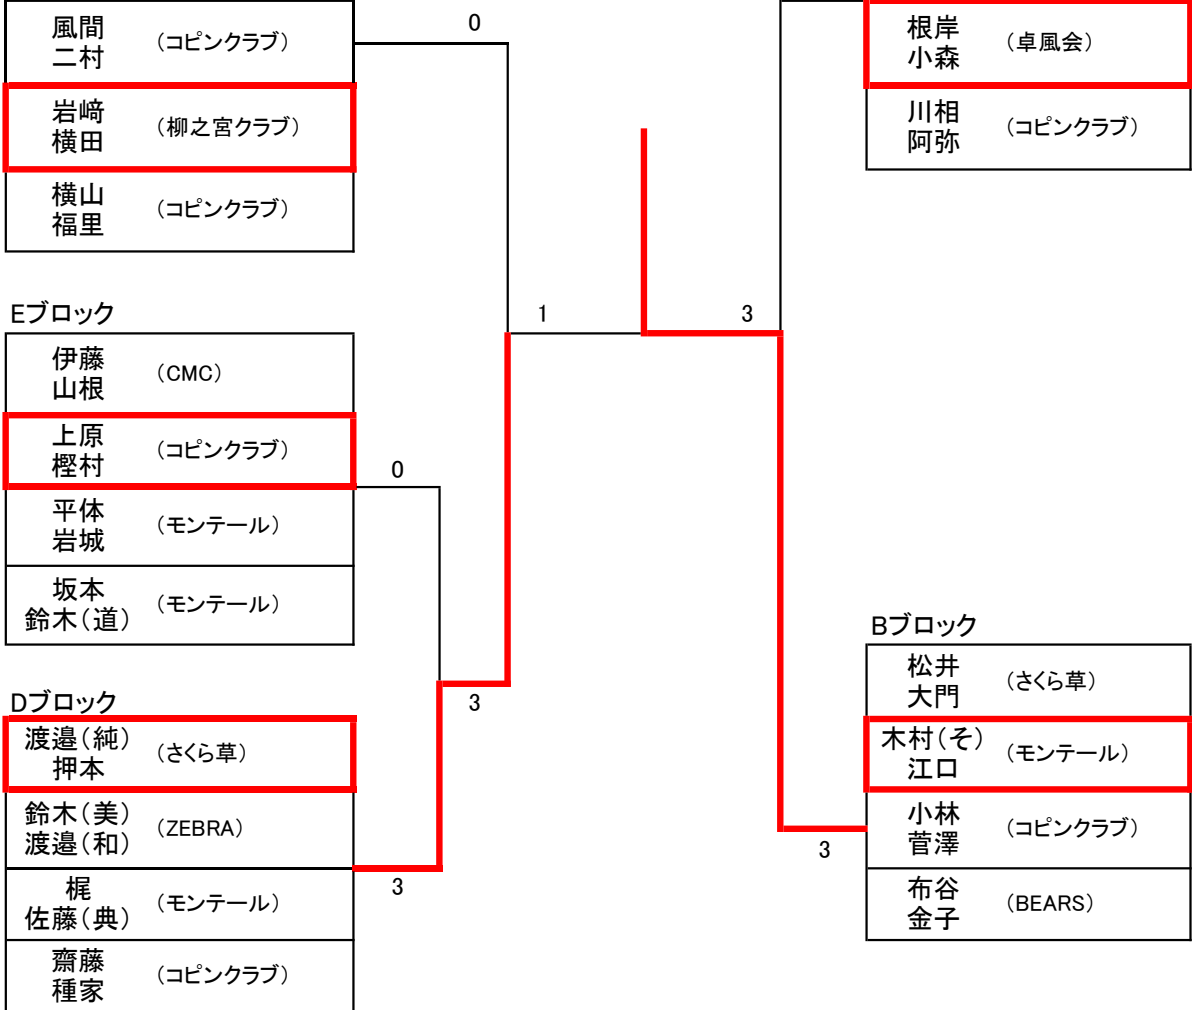 風間
二村
（コピンクラブ）
岩﨑
横田
（柳之宮クラブ）
横山
福里
（コピンクラブ）
0
根岸
小森
（卓風会）
川相
阿弥
（コピンクラブ）
Eブロック
伊藤
山根
（CMC）
上原
樫村
（コピンクラブ）
平体
岩城
（モンテール）
坂本
鈴木（道）
（モンテール）
0
1
3
Dブロック
渡邉（純）
押本
（さくら草）
鈴木（美）
渡邉（和）
（ZEBRA）
梶
佐藤（典）
（モンテール）
齋藤
種家
（コピンクラブ）
3
3
Bブロック
松井
大門
（さくら草）
木村（そ）
江口
（モンテール）
小林
菅澤
（コピンクラブ）
布谷
金子
（BEARS）
3